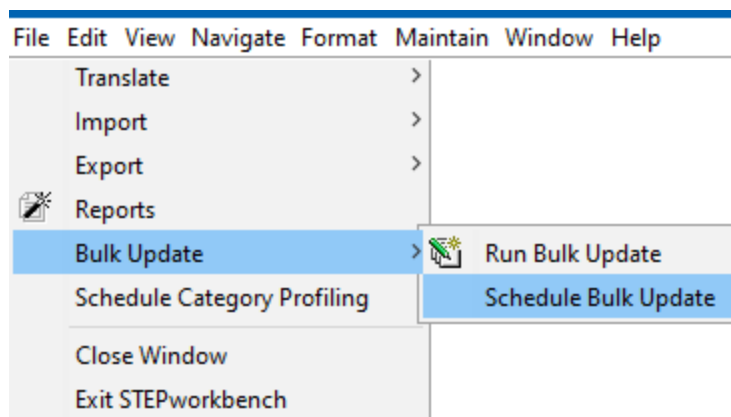 File Edit View Navigate Format Maintain Window Help
Translate
Import
Export
Reports
Bulk Update
Run Bulk Update
Schedule Category Profiling
Schedule Bulk Update
Close Window
Exit STEPworkbench